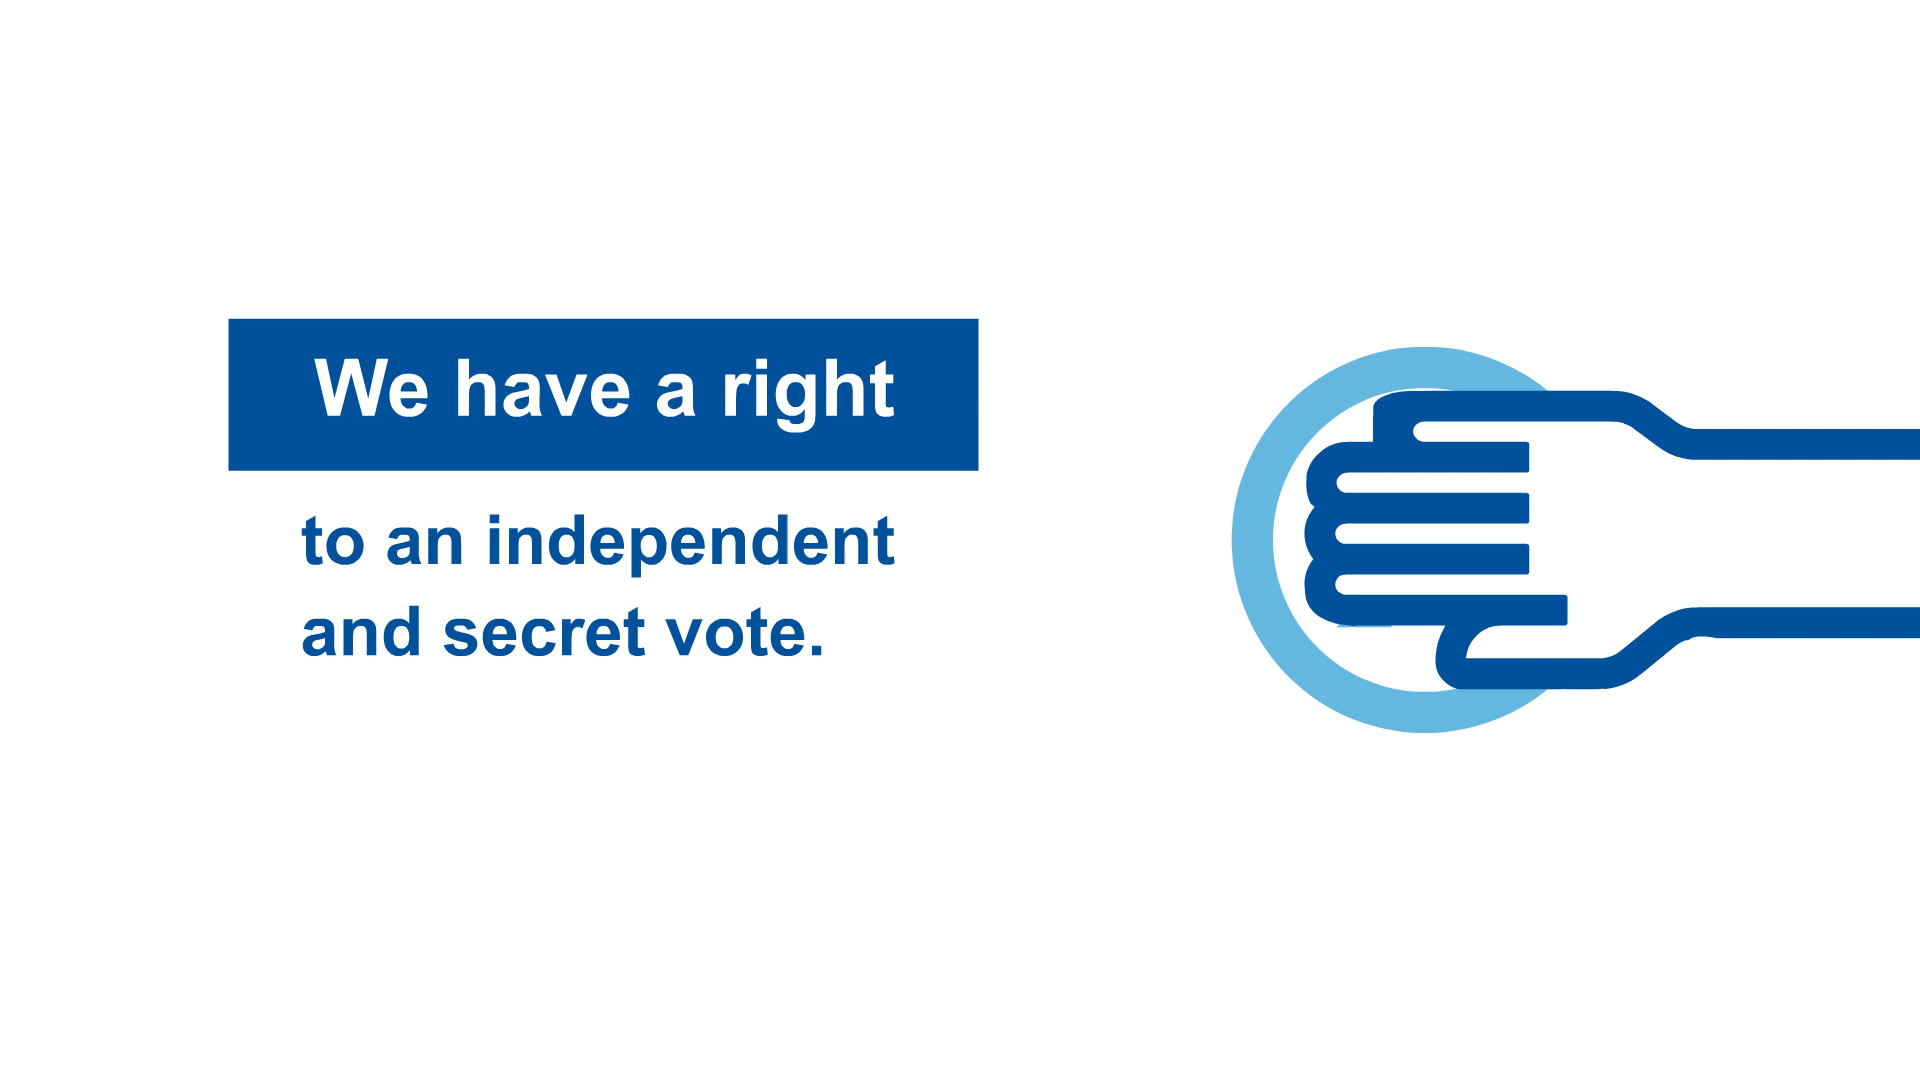 We have a right
to an independent
and secret vote.